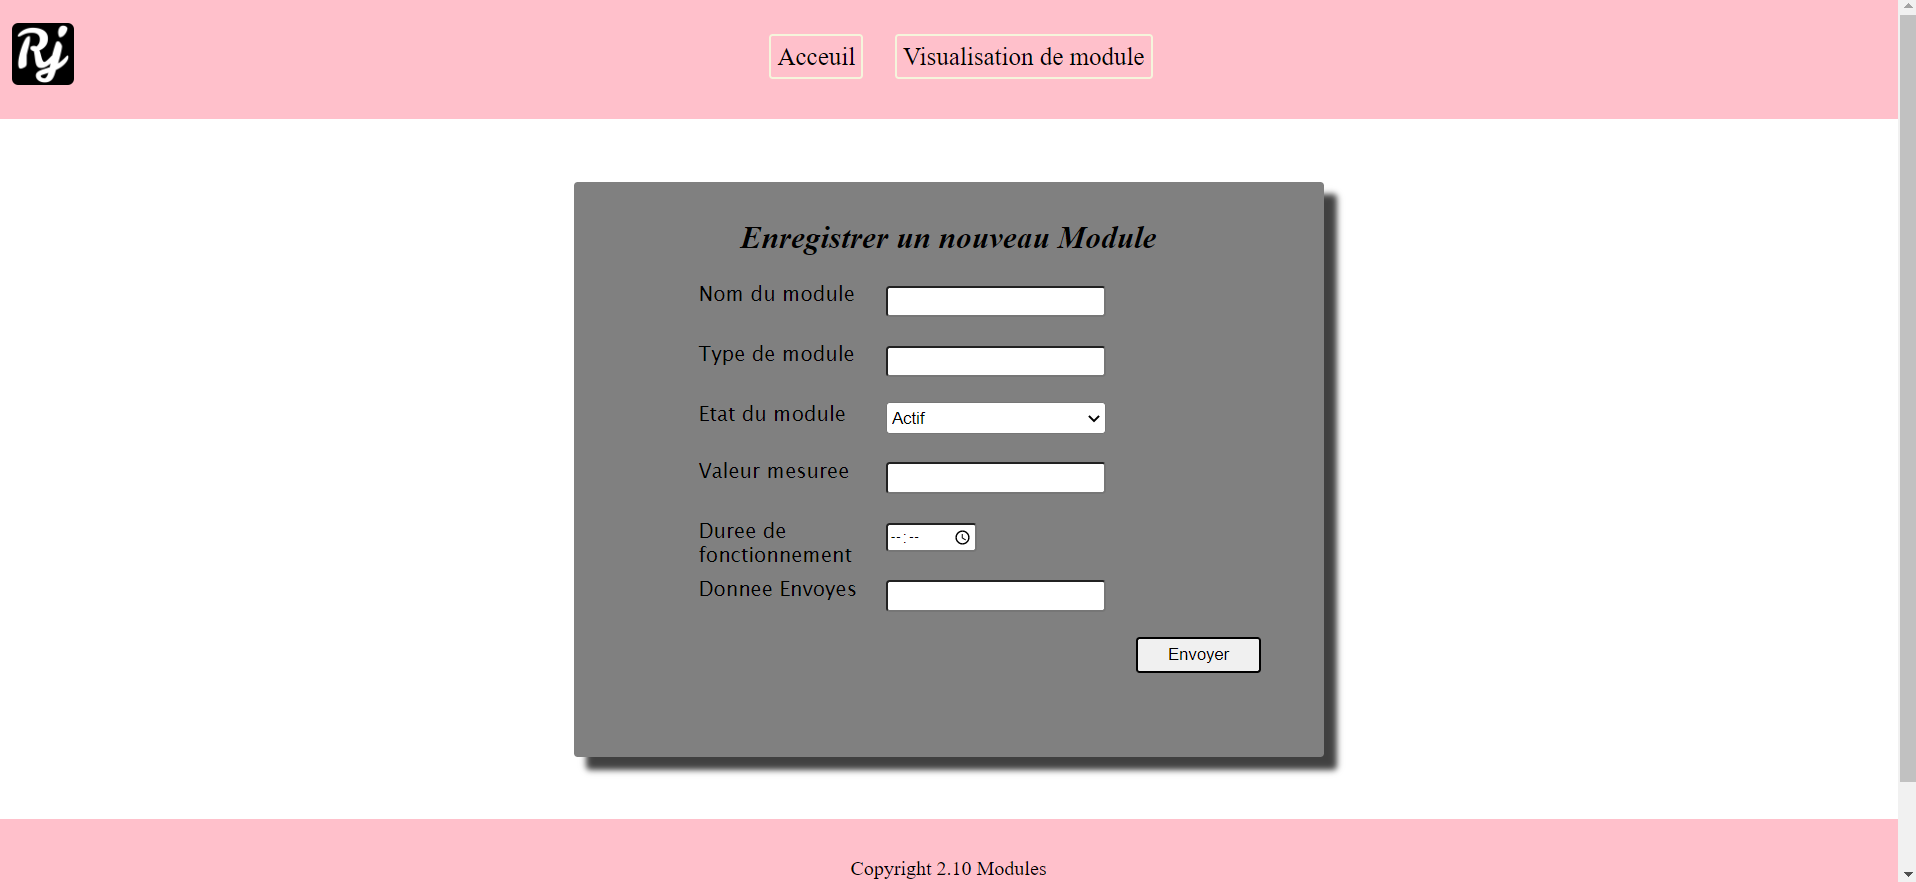 Rj
Acceuil
Visualisation de module
Enregistrer un nouveau Module
Nom du module
Type de module
Etat du module
Actif
Valeur mesuree
Duree de
fonctionnement
--:--
Donnee Envoyes
Envoyer
Copyright 2.10 Modules